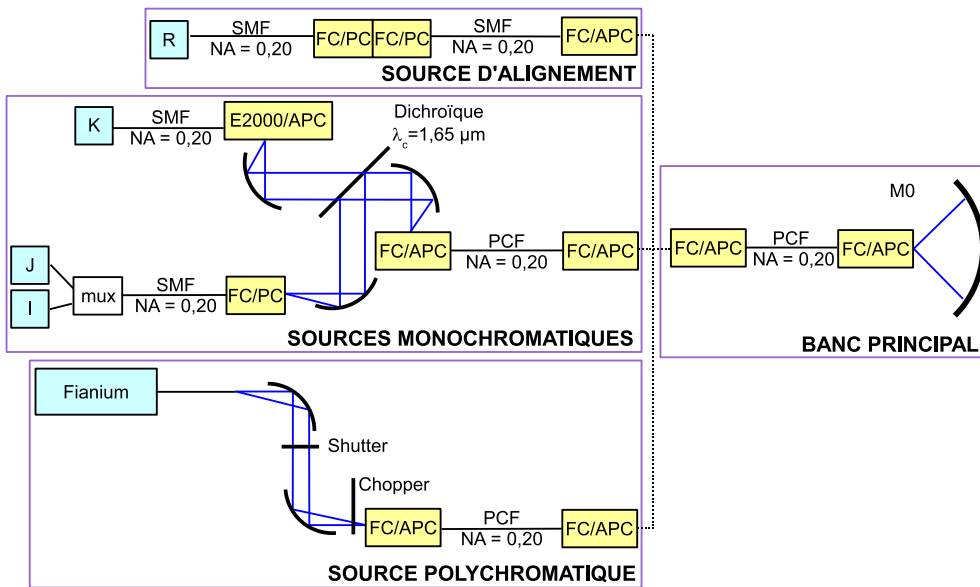 R
SMF
NA = 0,20
FC/PC
FC/PC
SMF
NA = 0,20
FC/APC
SOURCE D'ALIGNEMENT
K
SMF
NA = 0,20
E2000/APC
Dichroïque
λc=1,65 µm
J
I
mux
SMF
NA = 0,20
FC/PC
FC/APC
PCF
NA = 0,20
FC/APC
SOURCES MONOCHROMATIQUES
M0
FC/APC
PCF
NA = 0,20
FC/APC
BANC PRINCIPAL
Fianium
Shutter
Chopper
FC/APC
PCF
NA = 0,20
FC/APC
SOURCE POLYCHROMATIQUE